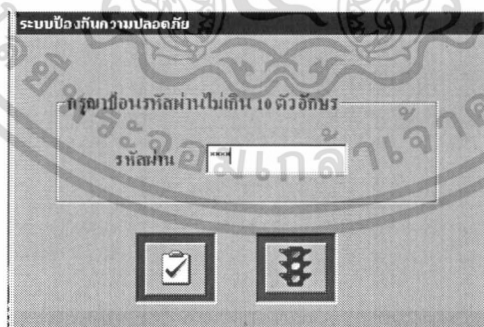 ระบบป้องกันความปลอดภัย
กรุณาป้อนรหัสผ่านไม่เกิน 10 ตัวอักษร
รหัสผ่าน ****